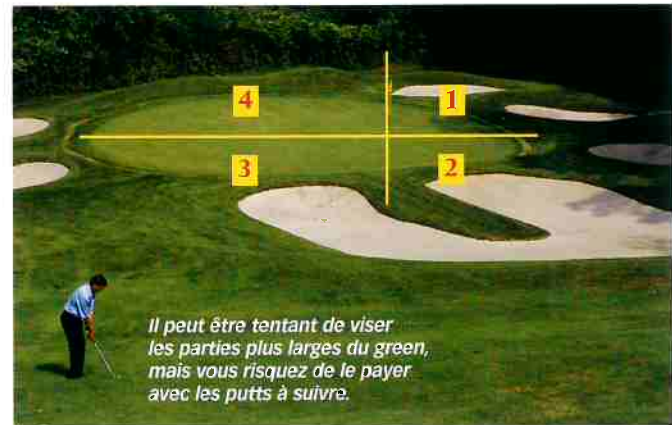 4
1
3
2
Il peut être tentant de viser
les parties plus larges du green,
mais vous risquez de le payer
avec les putts à suivre.